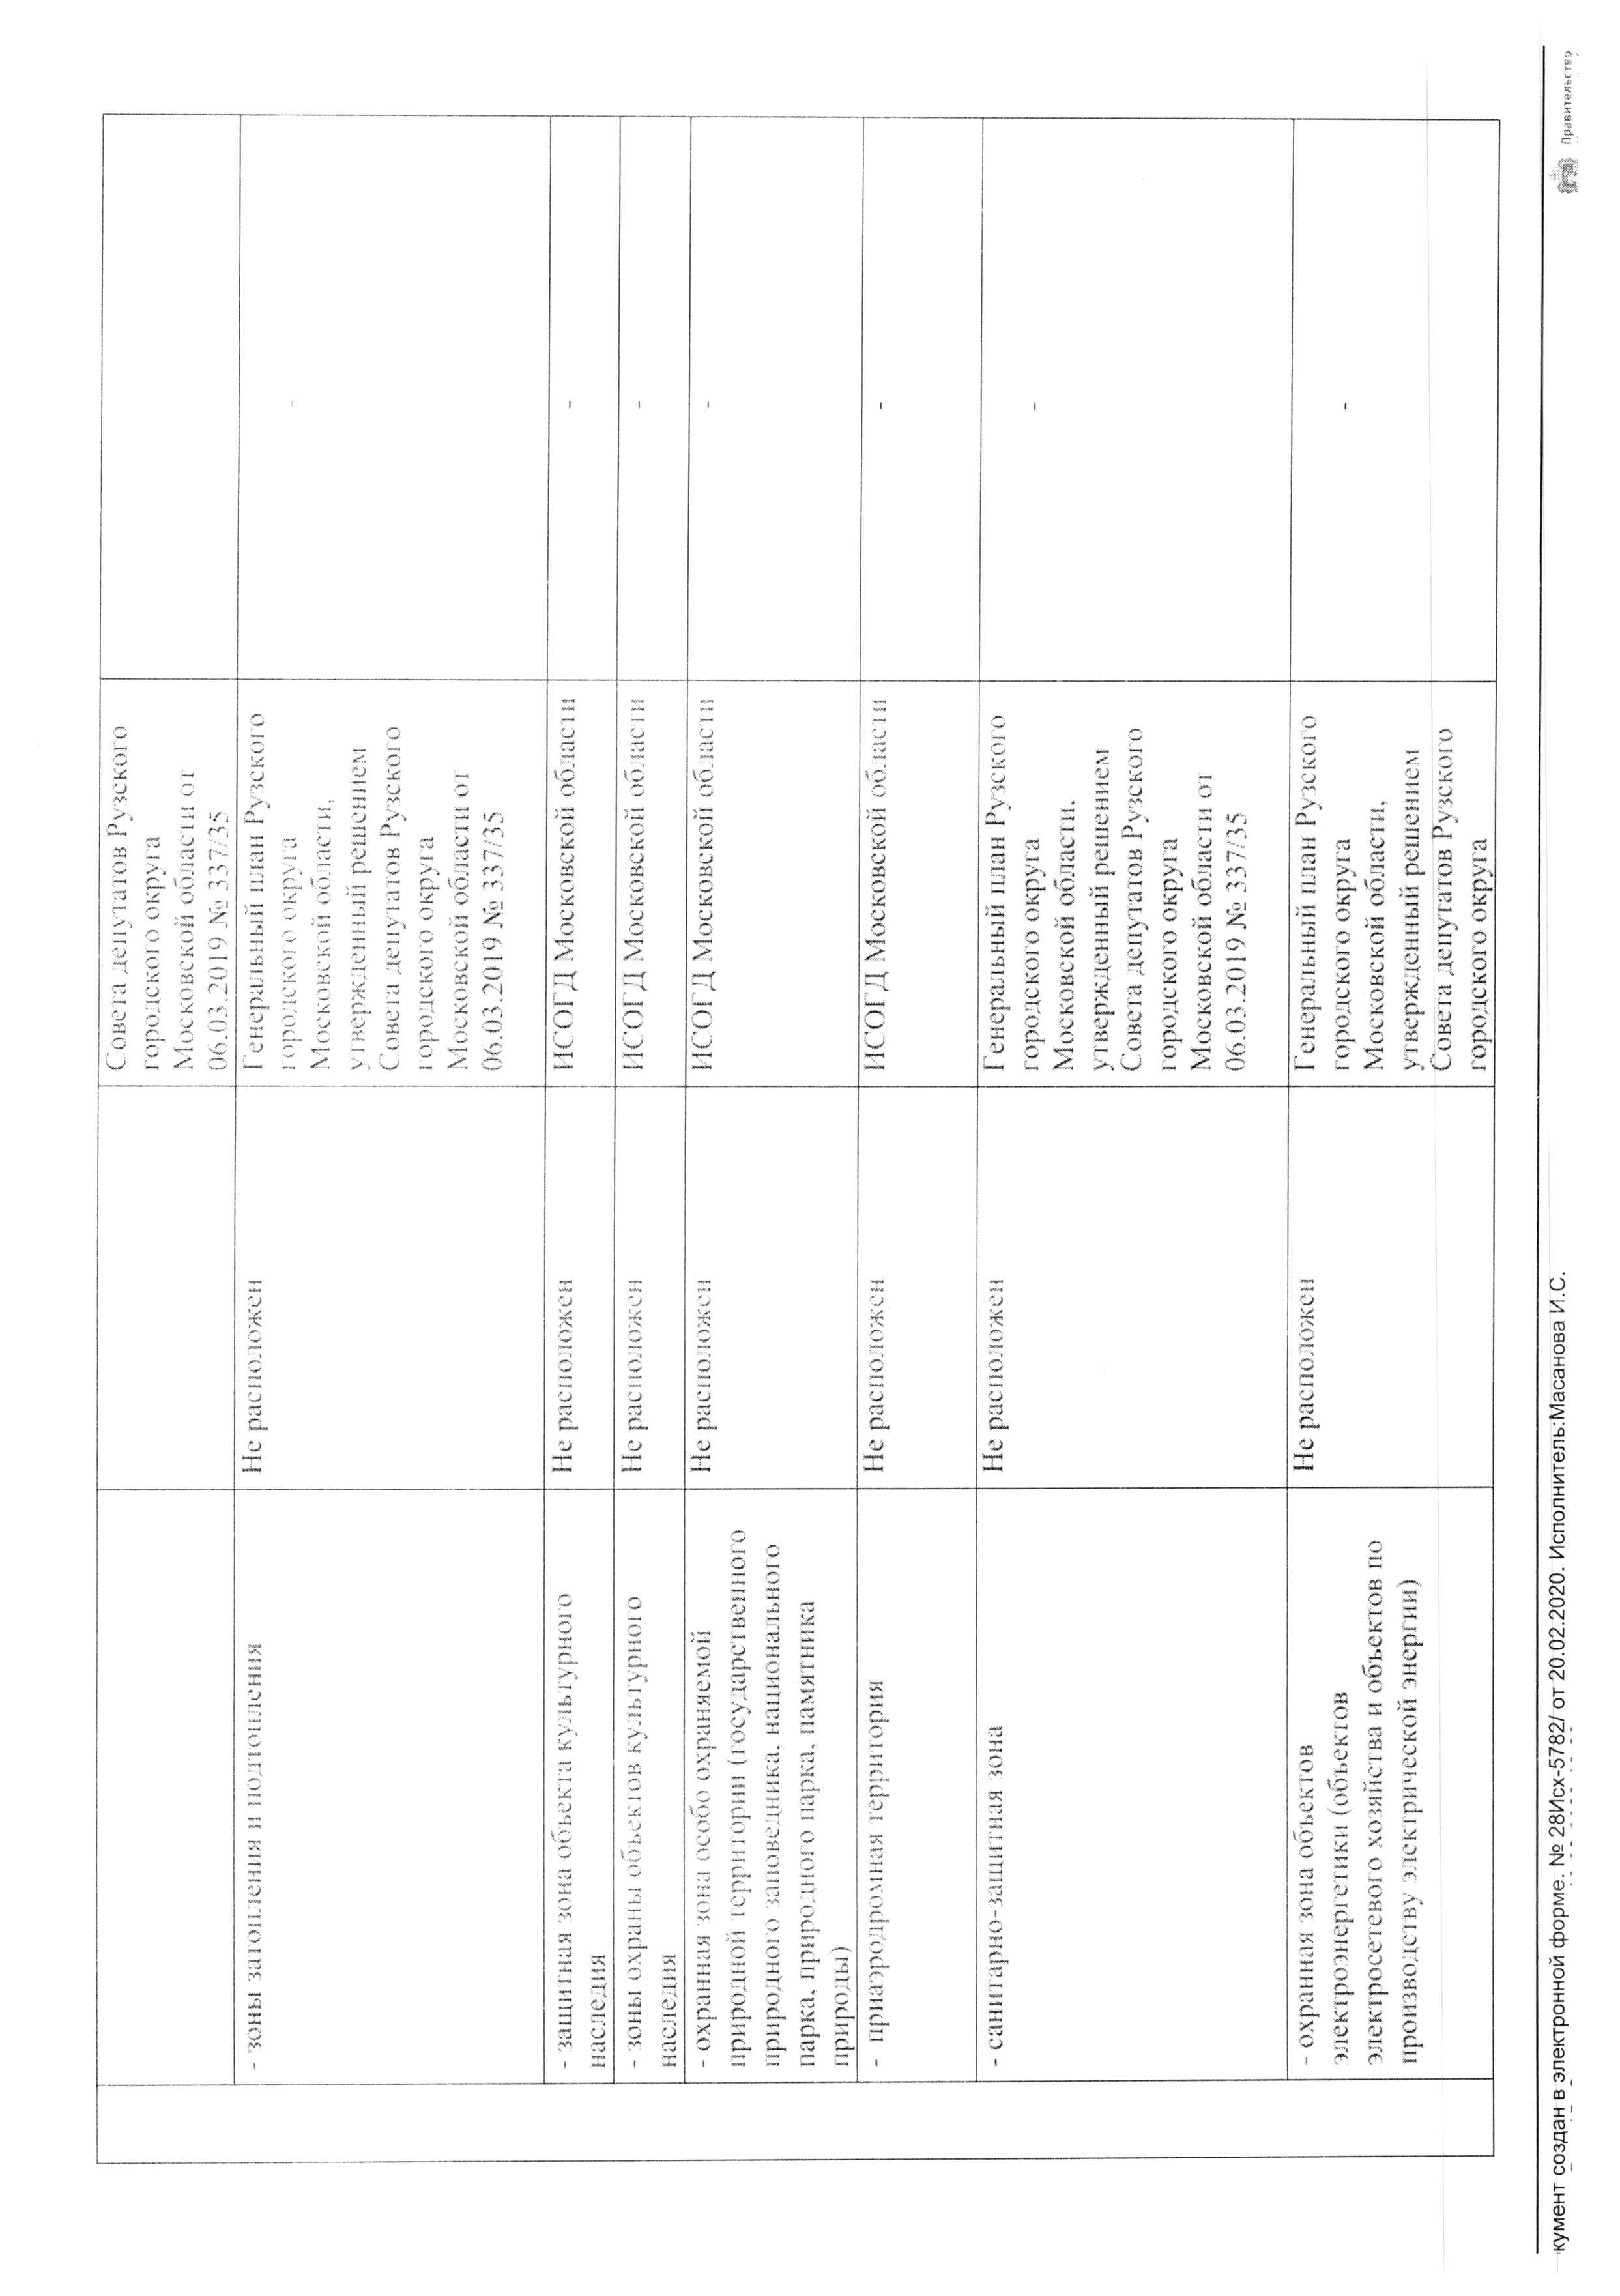 Совета депутатов Рузского
городского округа
Московской области от
06.03.2019 № 337/35
- зоны затопления и подтопления
Не расположен
Генеральный план Рузского
городского округа
Московской области,
утвержденный решением
Совета депутатов Рузского
городского округа
Московской области от
06.03.2019 № 337/35
-
- защитная зона объекта культурного
наследия
Не расположен
ИСОГД Московской области
-
- зоны охраны объектов культурного
наследия
Не расположен
ИСОГД Московской области
-
- охранная зона особо охраняемой
природной территории (государственного
природного заповедника, национального
парка, природного парка, памятника
природы)
Не расположен
ИСОГД Московской области
-
- приаэродромная территория
Не расположен
ИСОГД Московской области
-
- санитарно-защитная зона
Не расположен
Генеральный план Рузского
городского округа
Московской области,
утвержденный решением
Совета депутатов Рузского
городского округа
Московской области от
06.03.2019 № 337/35
-
- охранная зона объектов
электроэнергетики (объектов
электросетевого хозяйства и объектов по
производству электрической энергии)
Не расположен
Генеральный план Рузского
городского округа
Московской области,
утвержденный решением
Совета депутатов Рузского
городского округа
-
кумент создан в электронной форме. № 28Исх-5782/ от 20.02.2020. Исполнитель:Масанова И.С.
Правительство